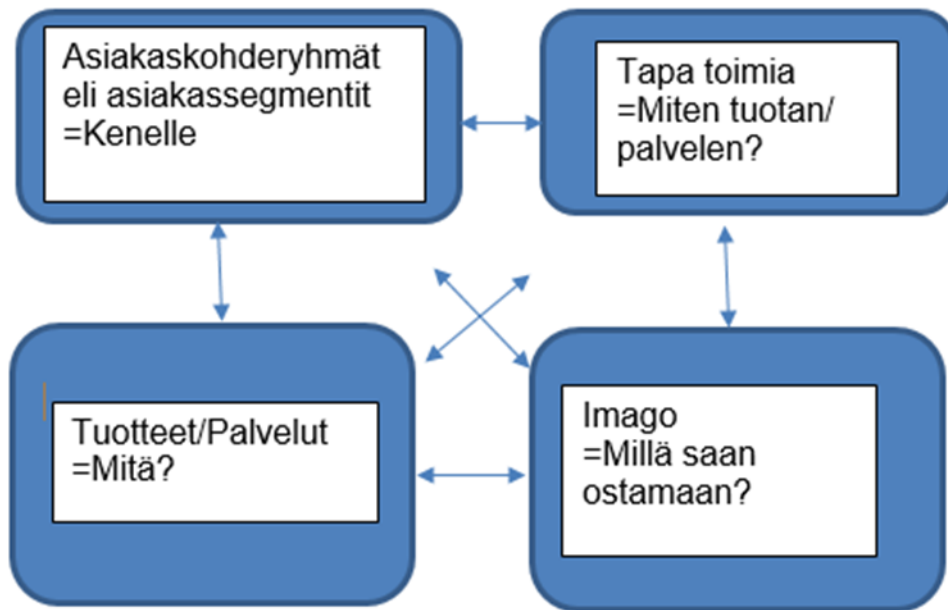 Asiakaskohderyhmät
eli asiakassegmentit
=Kenelle
Tapa toimia
=Miten tuotan/
palvelen?
Tuotteet/Palvelut
=Mitä?
Imago
=Millä saan
ostamaan?